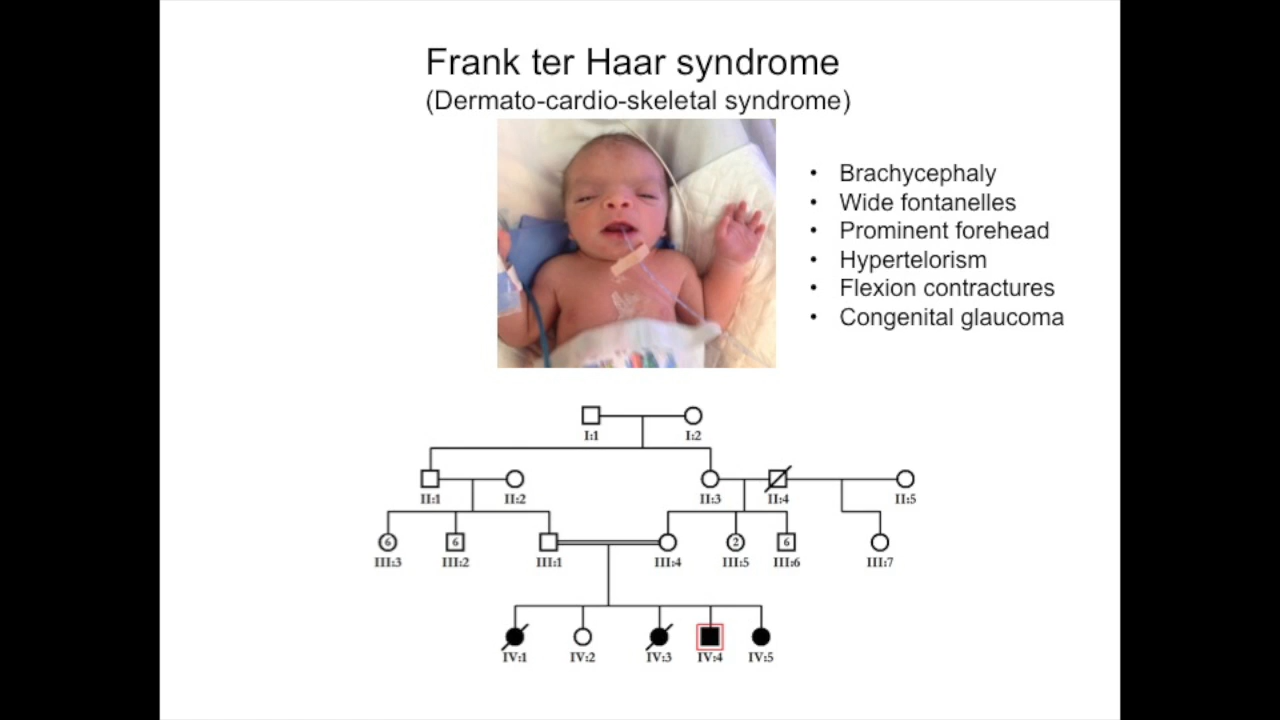 Frank ter Haar syndrome
(Dermato-cardio-skeletal syndrome)
• Brachycephaly
• Wide fontanelles
• Prominent forehead
• Hypertelorism
• Flexion contractures
• Congenital glaucoma
I:1 I:2
II:1 II:2 II:3 II:4 II:5
6 6 2 6
III:3 III:2 III:1 III:4 III:5 III:6 III:7
IV:1 IV:2 IV:3 IV:4 IV:5